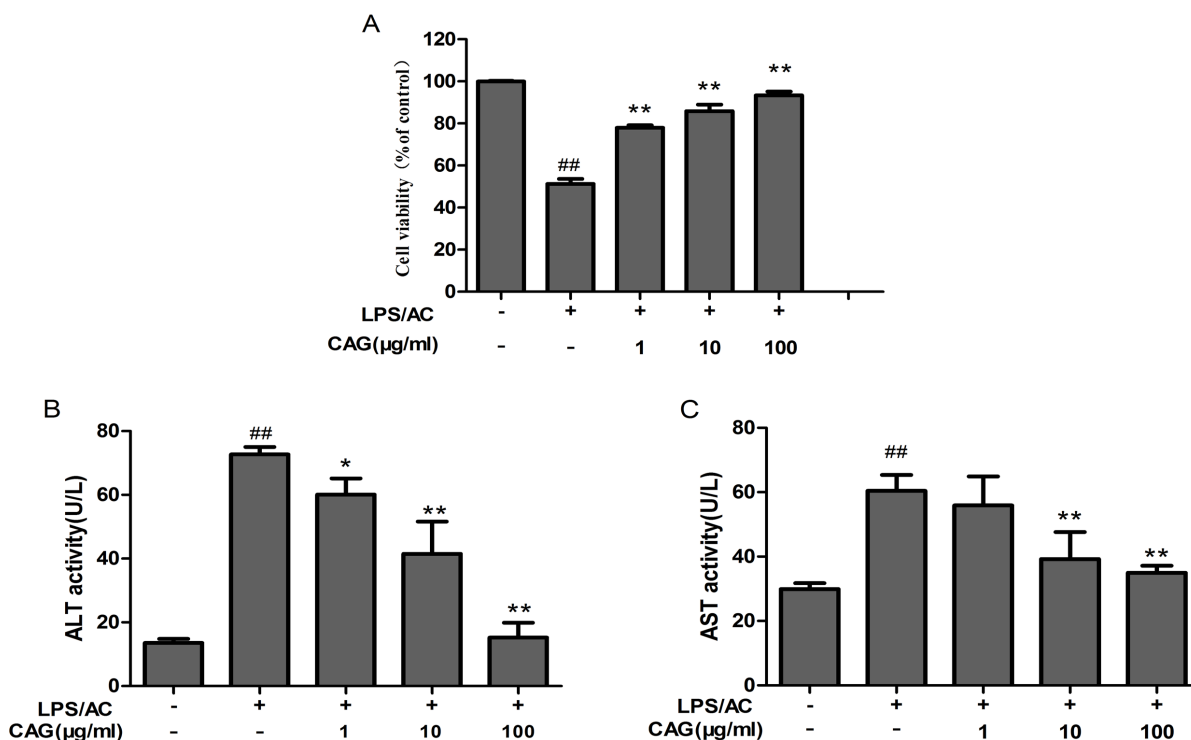 A
Cell viability (% of control)
120
100
80
60
40
20
0
##
**
**
**
LPS/AC - + + + +
CAG(µg/ml) - - 1 10 100
B
ALT activity(U/L)
80
60
40
20
0
##
*
**
**
LPS/AC - + + + +
CAG(µg/ml) - - 1 10 100
C
AST activity(U/L)
80
60
40
20
0
##
**
**
LPS/AC - + + + +
CAG(µg/ml) - - 1 10 100